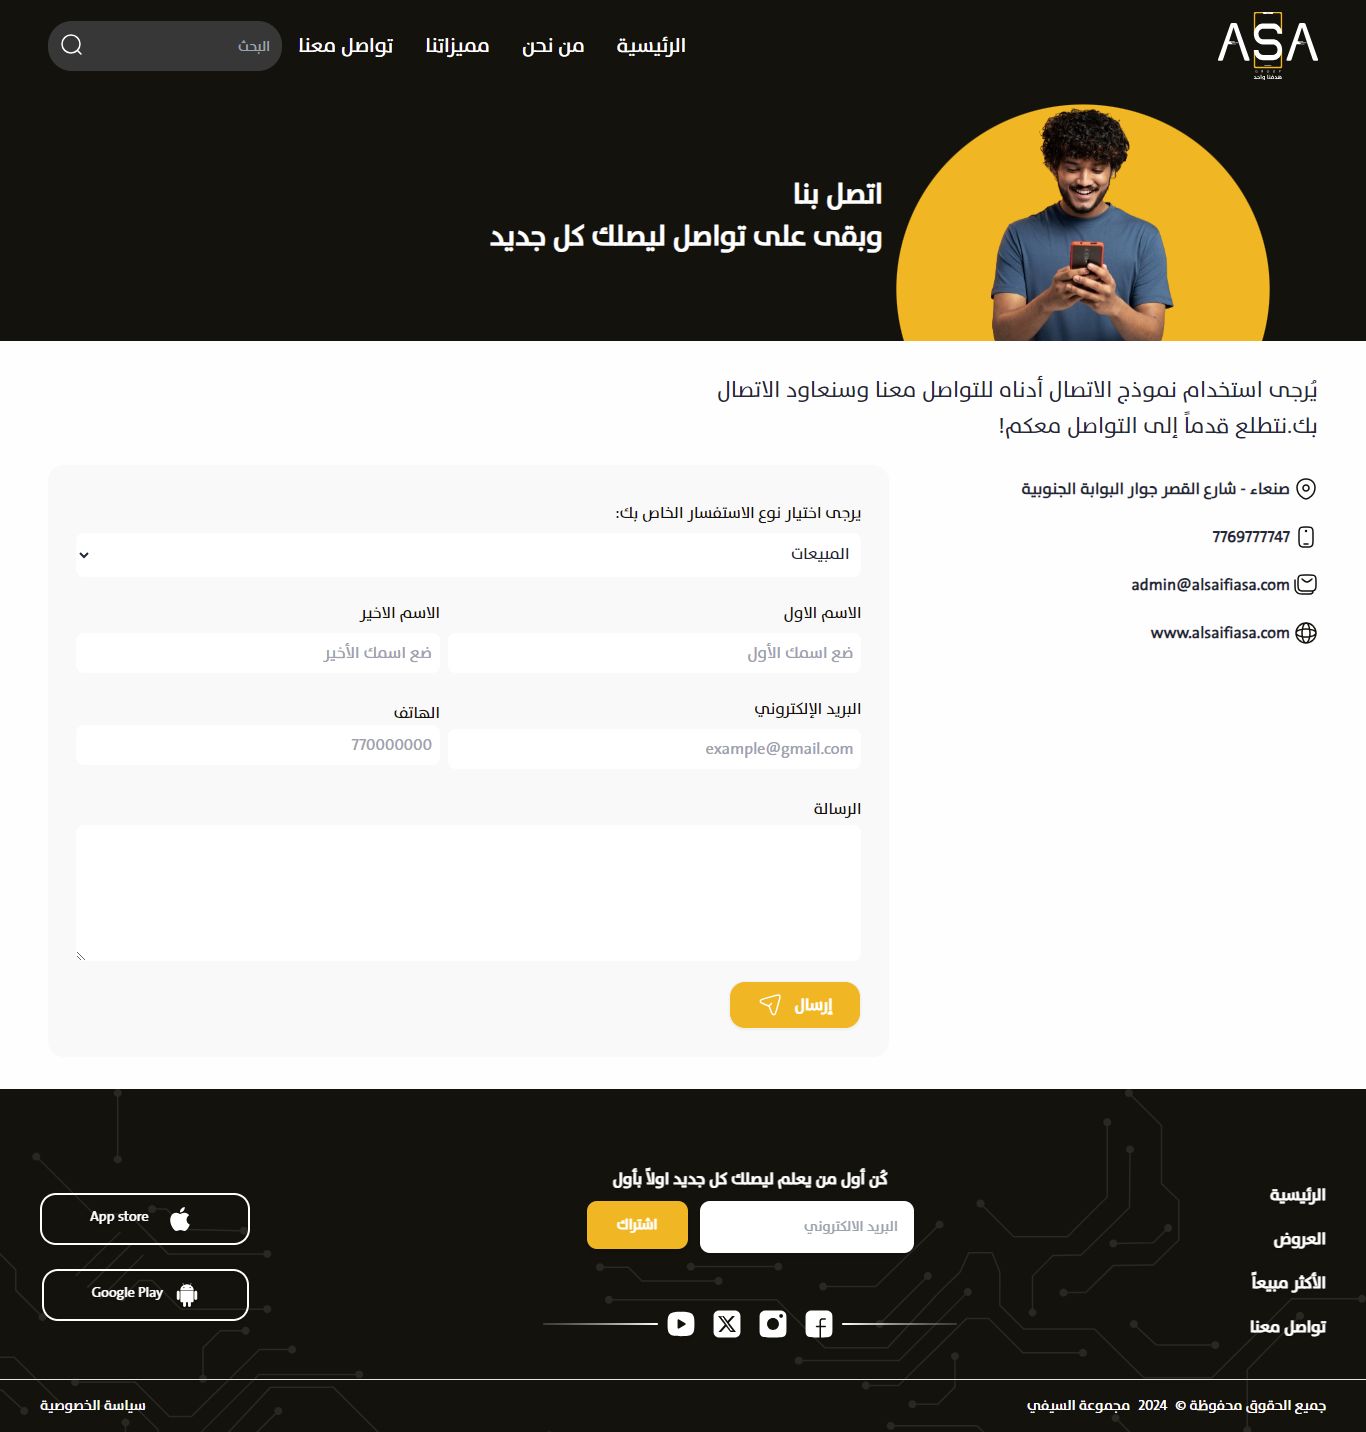 ASA
GROUP
هدفنا واحد
الرئيسية
من نحن
مميزاتنا
تواصل معنا
البحث
اتصل بنا
وبقى على تواصل ليصلك كل جديد
يُرجى استخدام نموذج الاتصال أدناه للتواصل معنا وسنعاود الاتصال
بك.نتطلع قدماً إلى التواصل معكم!
صنعاء - شارع القصر جوار البوابة الجنوبية
7769777747
admin@alsaifiasa.com
www.alsaifiasa.com
يرجى اختيار نوع الاستفسار الخاص بك:
المبيعات
الاسم الاول
الاسم الاخير
ضع اسمك الأول
ضع اسمك الأخير
البريد الإلكتروني
الهاتف
example@gmail.com
770000000
الرسالة
إرسال
الرئيسية
العروض
الأكثر مبيعاً
تواصل معنا
كُن أول من يعلم ليصلك كل جديد اولاً بأول
البريد الالكتروني
اشتراك
App store
Google Play
جميع الحقوق محفوظة © 2024 مجموعة السيفي
سياسة الخصوصية